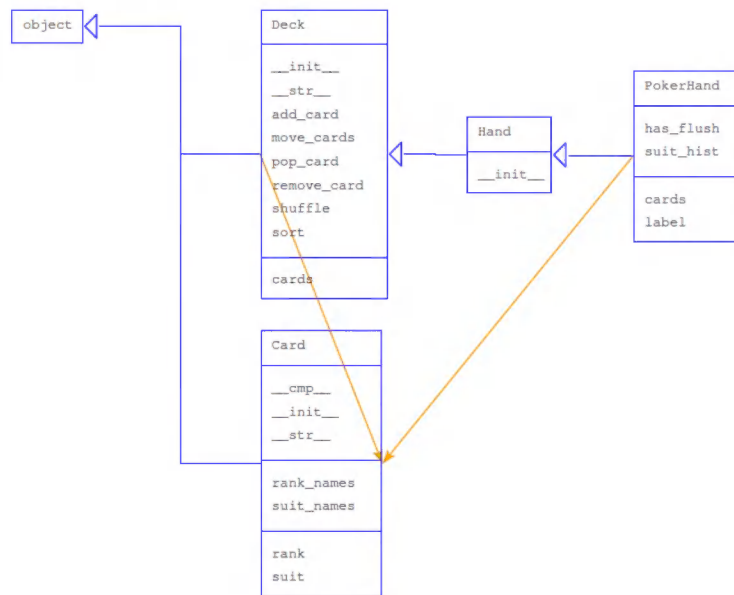 object
Deck
__init__
__str__
add_card
move_cards
pop_card
remove_card
shuffle
sort
cards
Hand
__init__
PokerHand
has_flush
suit_hist
cards
label
Card
__cmp__
__init__
__str__
rank_names
suit_names
rank
suit